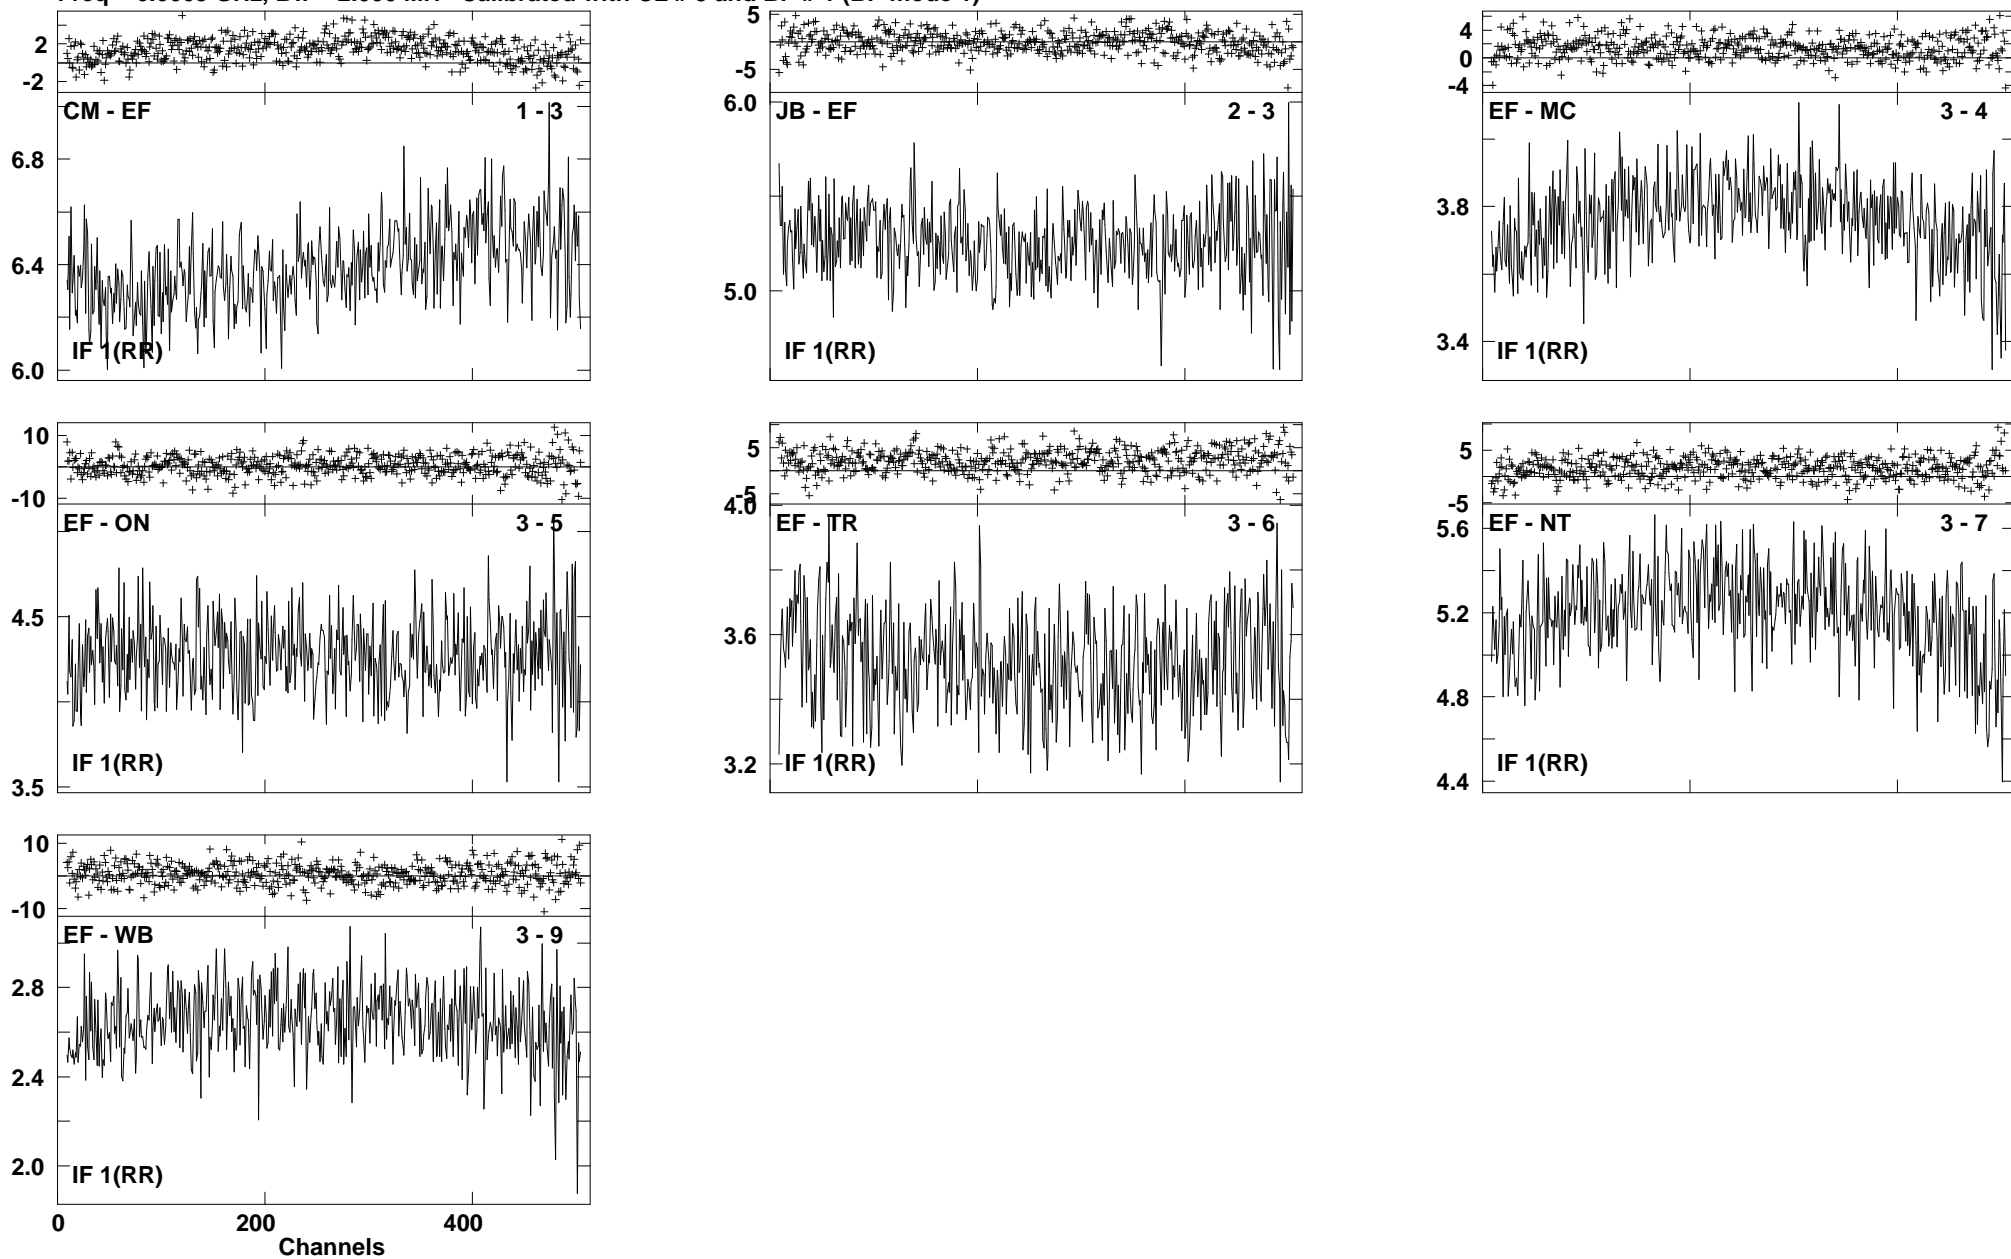 2
-2
CM - EF
1 - 3
6.8
6.4
6.0
IF 1(RR)
5
-5
6.0
JB - EF
2 - 3
5.0
IF 1(RR)
4
0
-4
EF - MC
3 - 4
3.8
3.4
IF 1(RR)
10
-10
EF - ON
3 - 5
4.5
3.5
IF 1(RR)
5
-5
4.0
EF - TR
3 - 6
3.6
3.2
IF 1(RR)
5
-5
5.6
EF - NT
3 - 7
5.2
4.8
4.4
IF 1(RR)
10
-10
EF - WB
3 - 9
2.8
2.4
2.0
IF 1(RR)
0 200 400
Channels